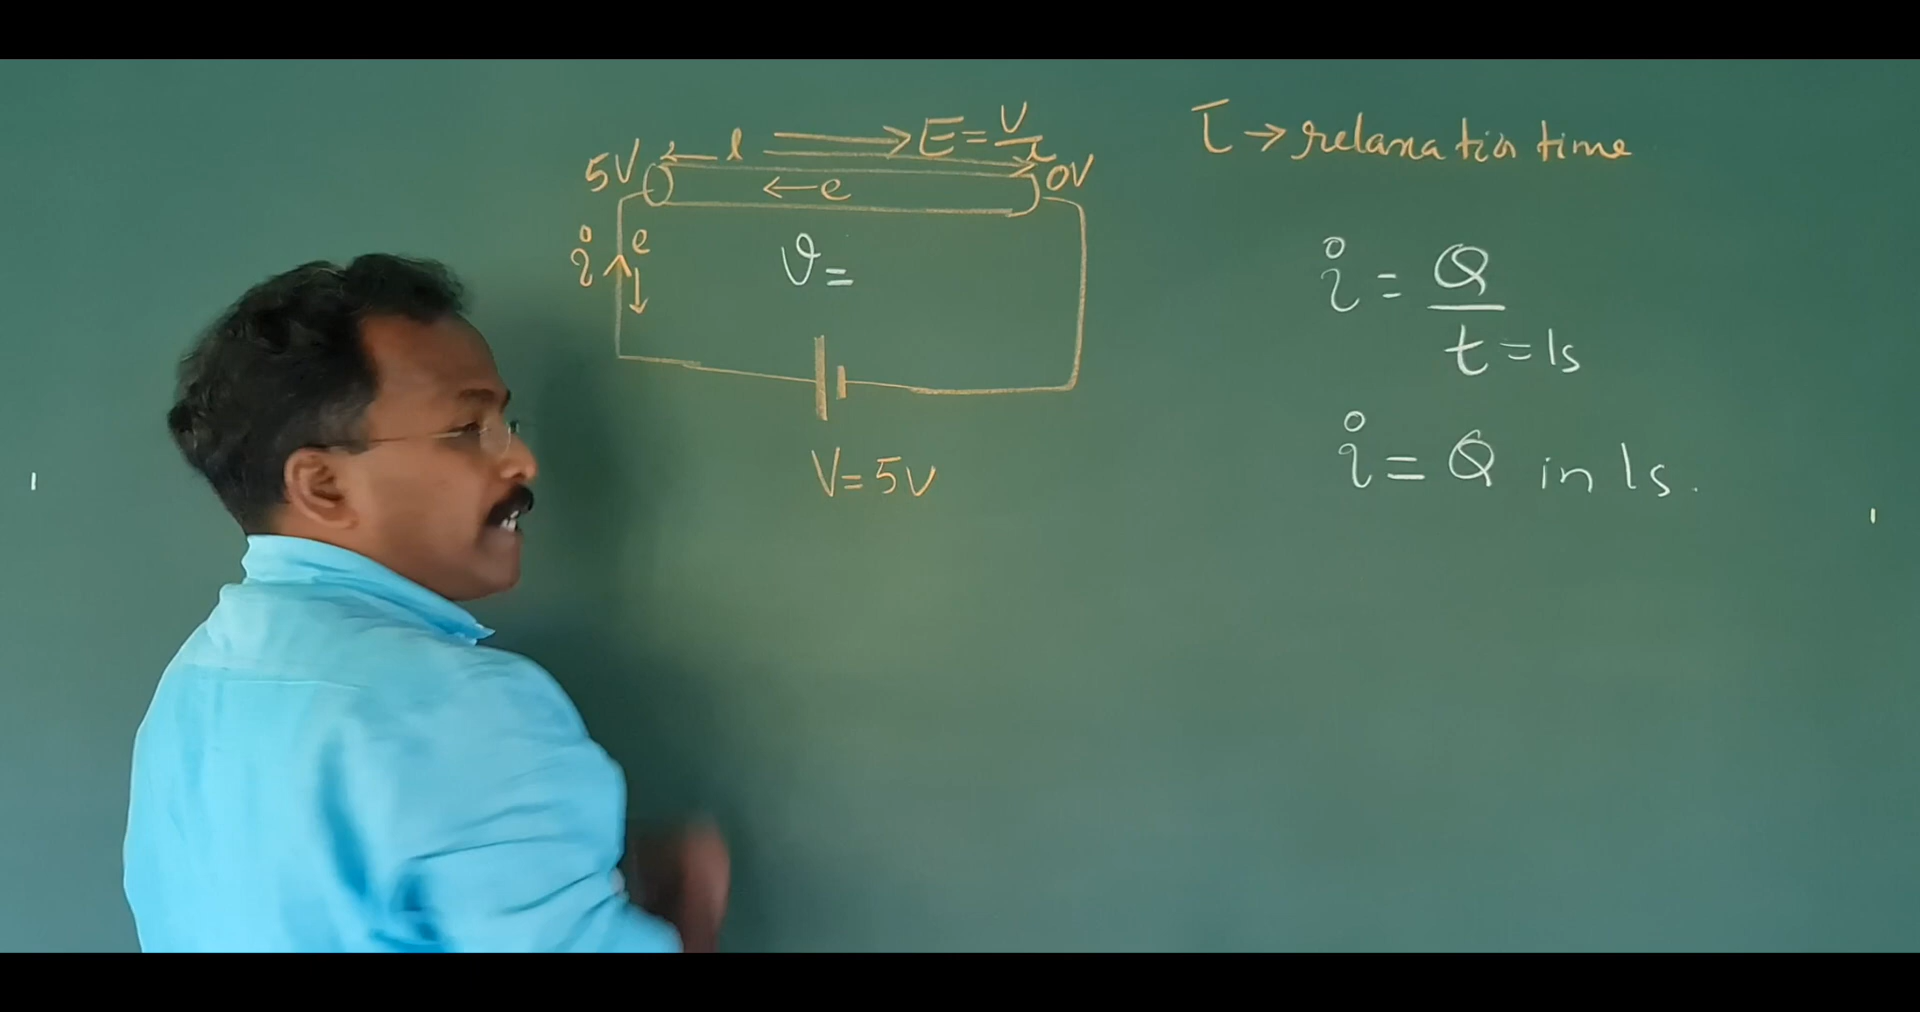 5V ← l → E = V/l 0V
← e
i e
v =
V = 5v
τ → relaxation time
i = Q
t = 1s
i = Q in 1s.